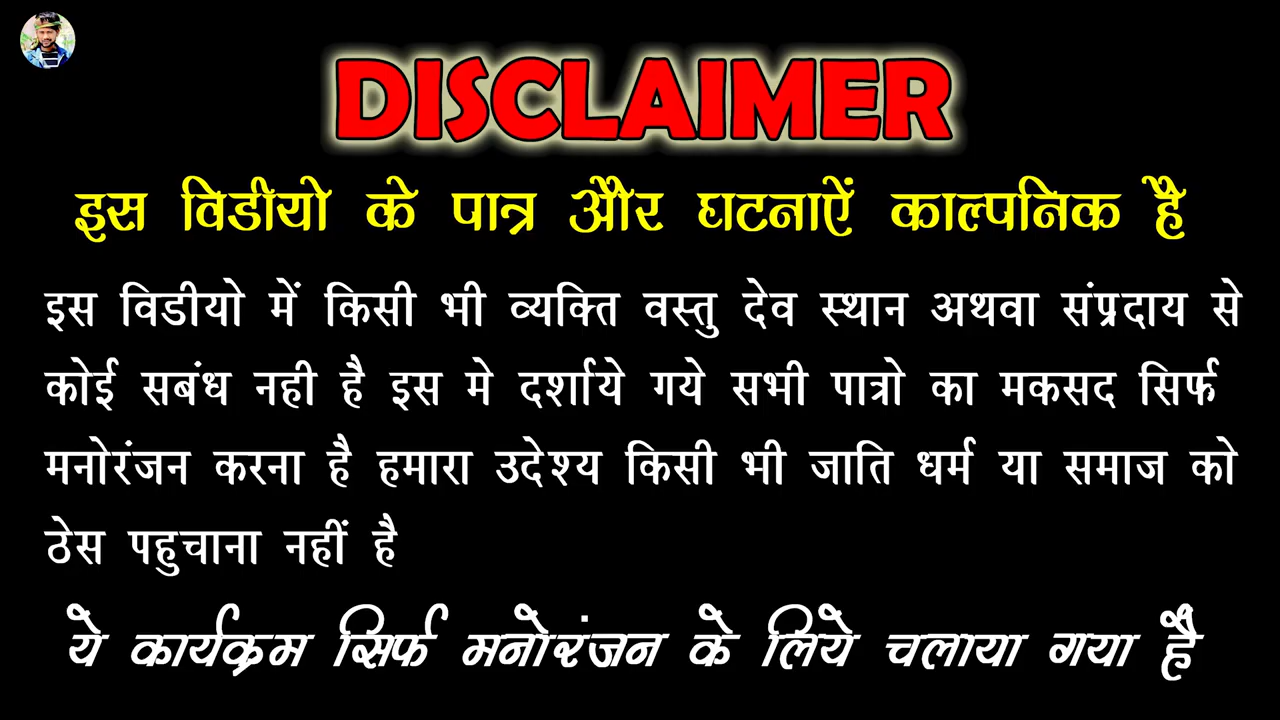 DISCLAIMER
इस विडीयो के पात्र और घटनाऐं काल्पनिक है
इस विडीयो में किसी भी व्यक्ति वस्तु देव स्थान अथवा संप्रदाय से
कोई सबंध नही है इस मे दर्शाये गये सभी पात्रो का मकसद सिर्फ
मनोरंजन करना है हमारा उदेश्य किसी भी जाति धर्म या समाज को
ठेस पहुचाना नहीं है
ये कार्यक्रम सिर्फ मनोरंजन के लिये चलाया गया है